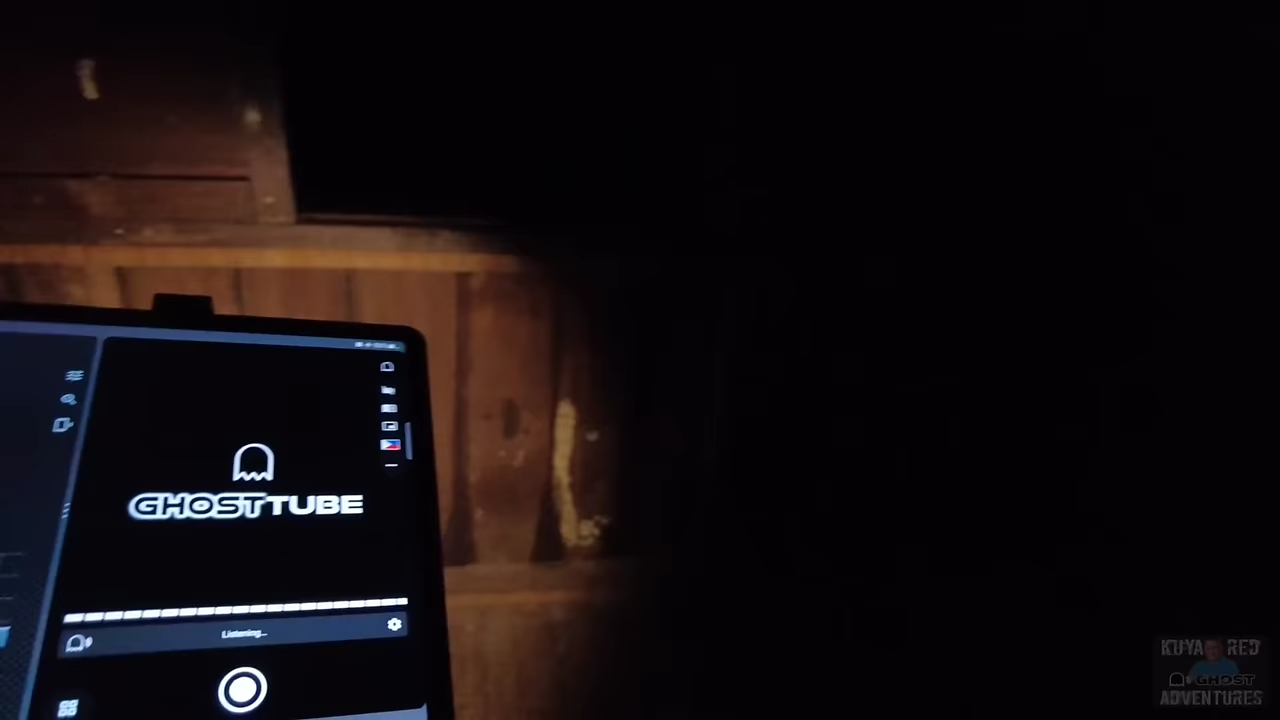 GHOSTTUBE
Listening...
KUYA RED
GHOST
ADVENTURES